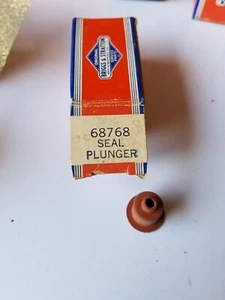 BRIGGS & STRATTON
68768
SEAL
PLUNGER